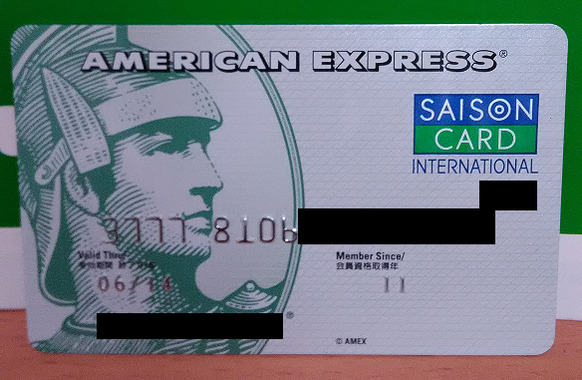 AMERICAN EXPRESS®
SAISON
CARD
INTERNATIONAL
3777 8106
Valid Thru Member Since/
会員資格取得年
06/14 11
®
© AMEX